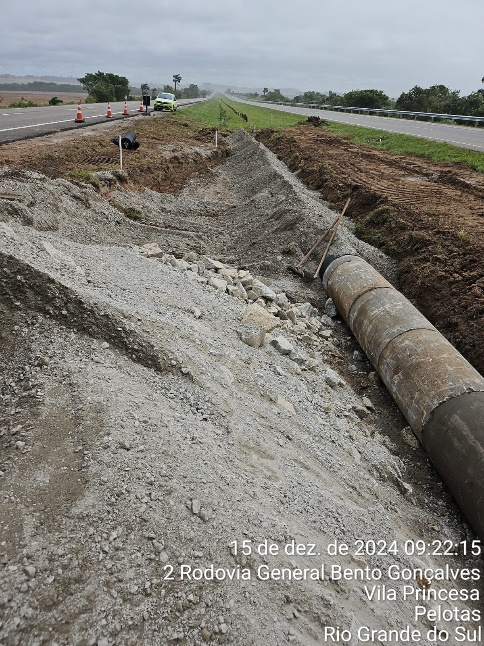 15 de dez. de 2024 09:22:15
2 Rodovia General Bento Gonçalves
Vila Princesa
Pelotas
Rio Grande do Sul